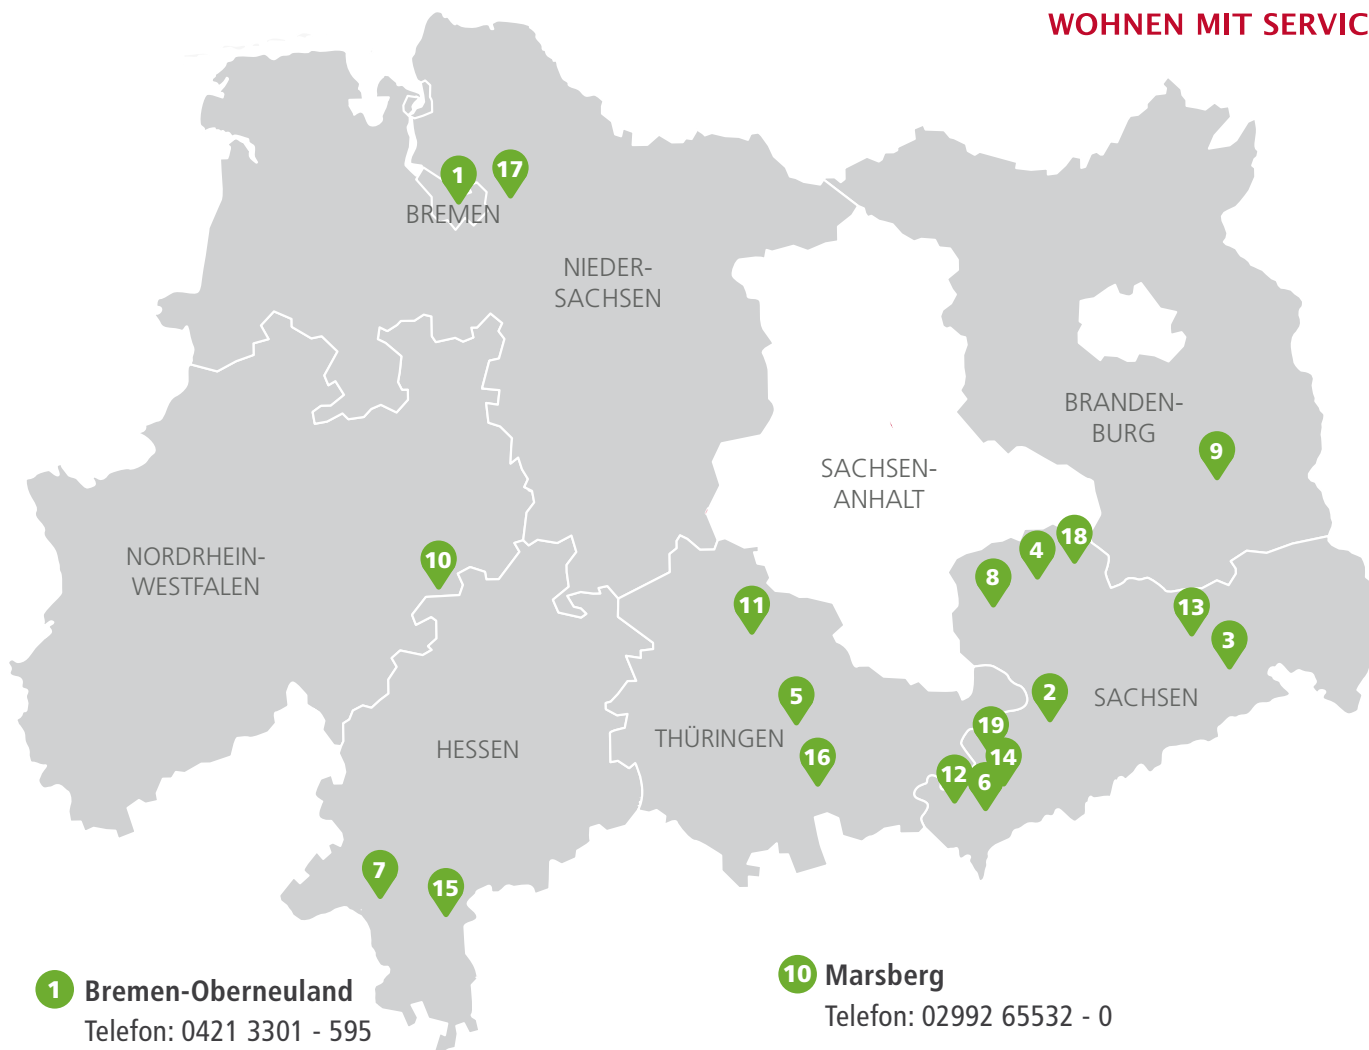 WOHNEN MIT SERVIC
1
17
BREMEN
NIEDER-
SACHSEN
BRANDEN-
BURG
9
SACHSEN-
ANHALT
NORDRHEIN-
WESTFALEN
10
18
4
8
11
13
3
2
SACHSEN
5
THÜRINGEN
HESSEN
19
16
14
12
6
7
15
1 Bremen-Oberneuland
Telefon: 0421 3301 - 595
10 Marsberg
Telefon: 02992 65532 - 0